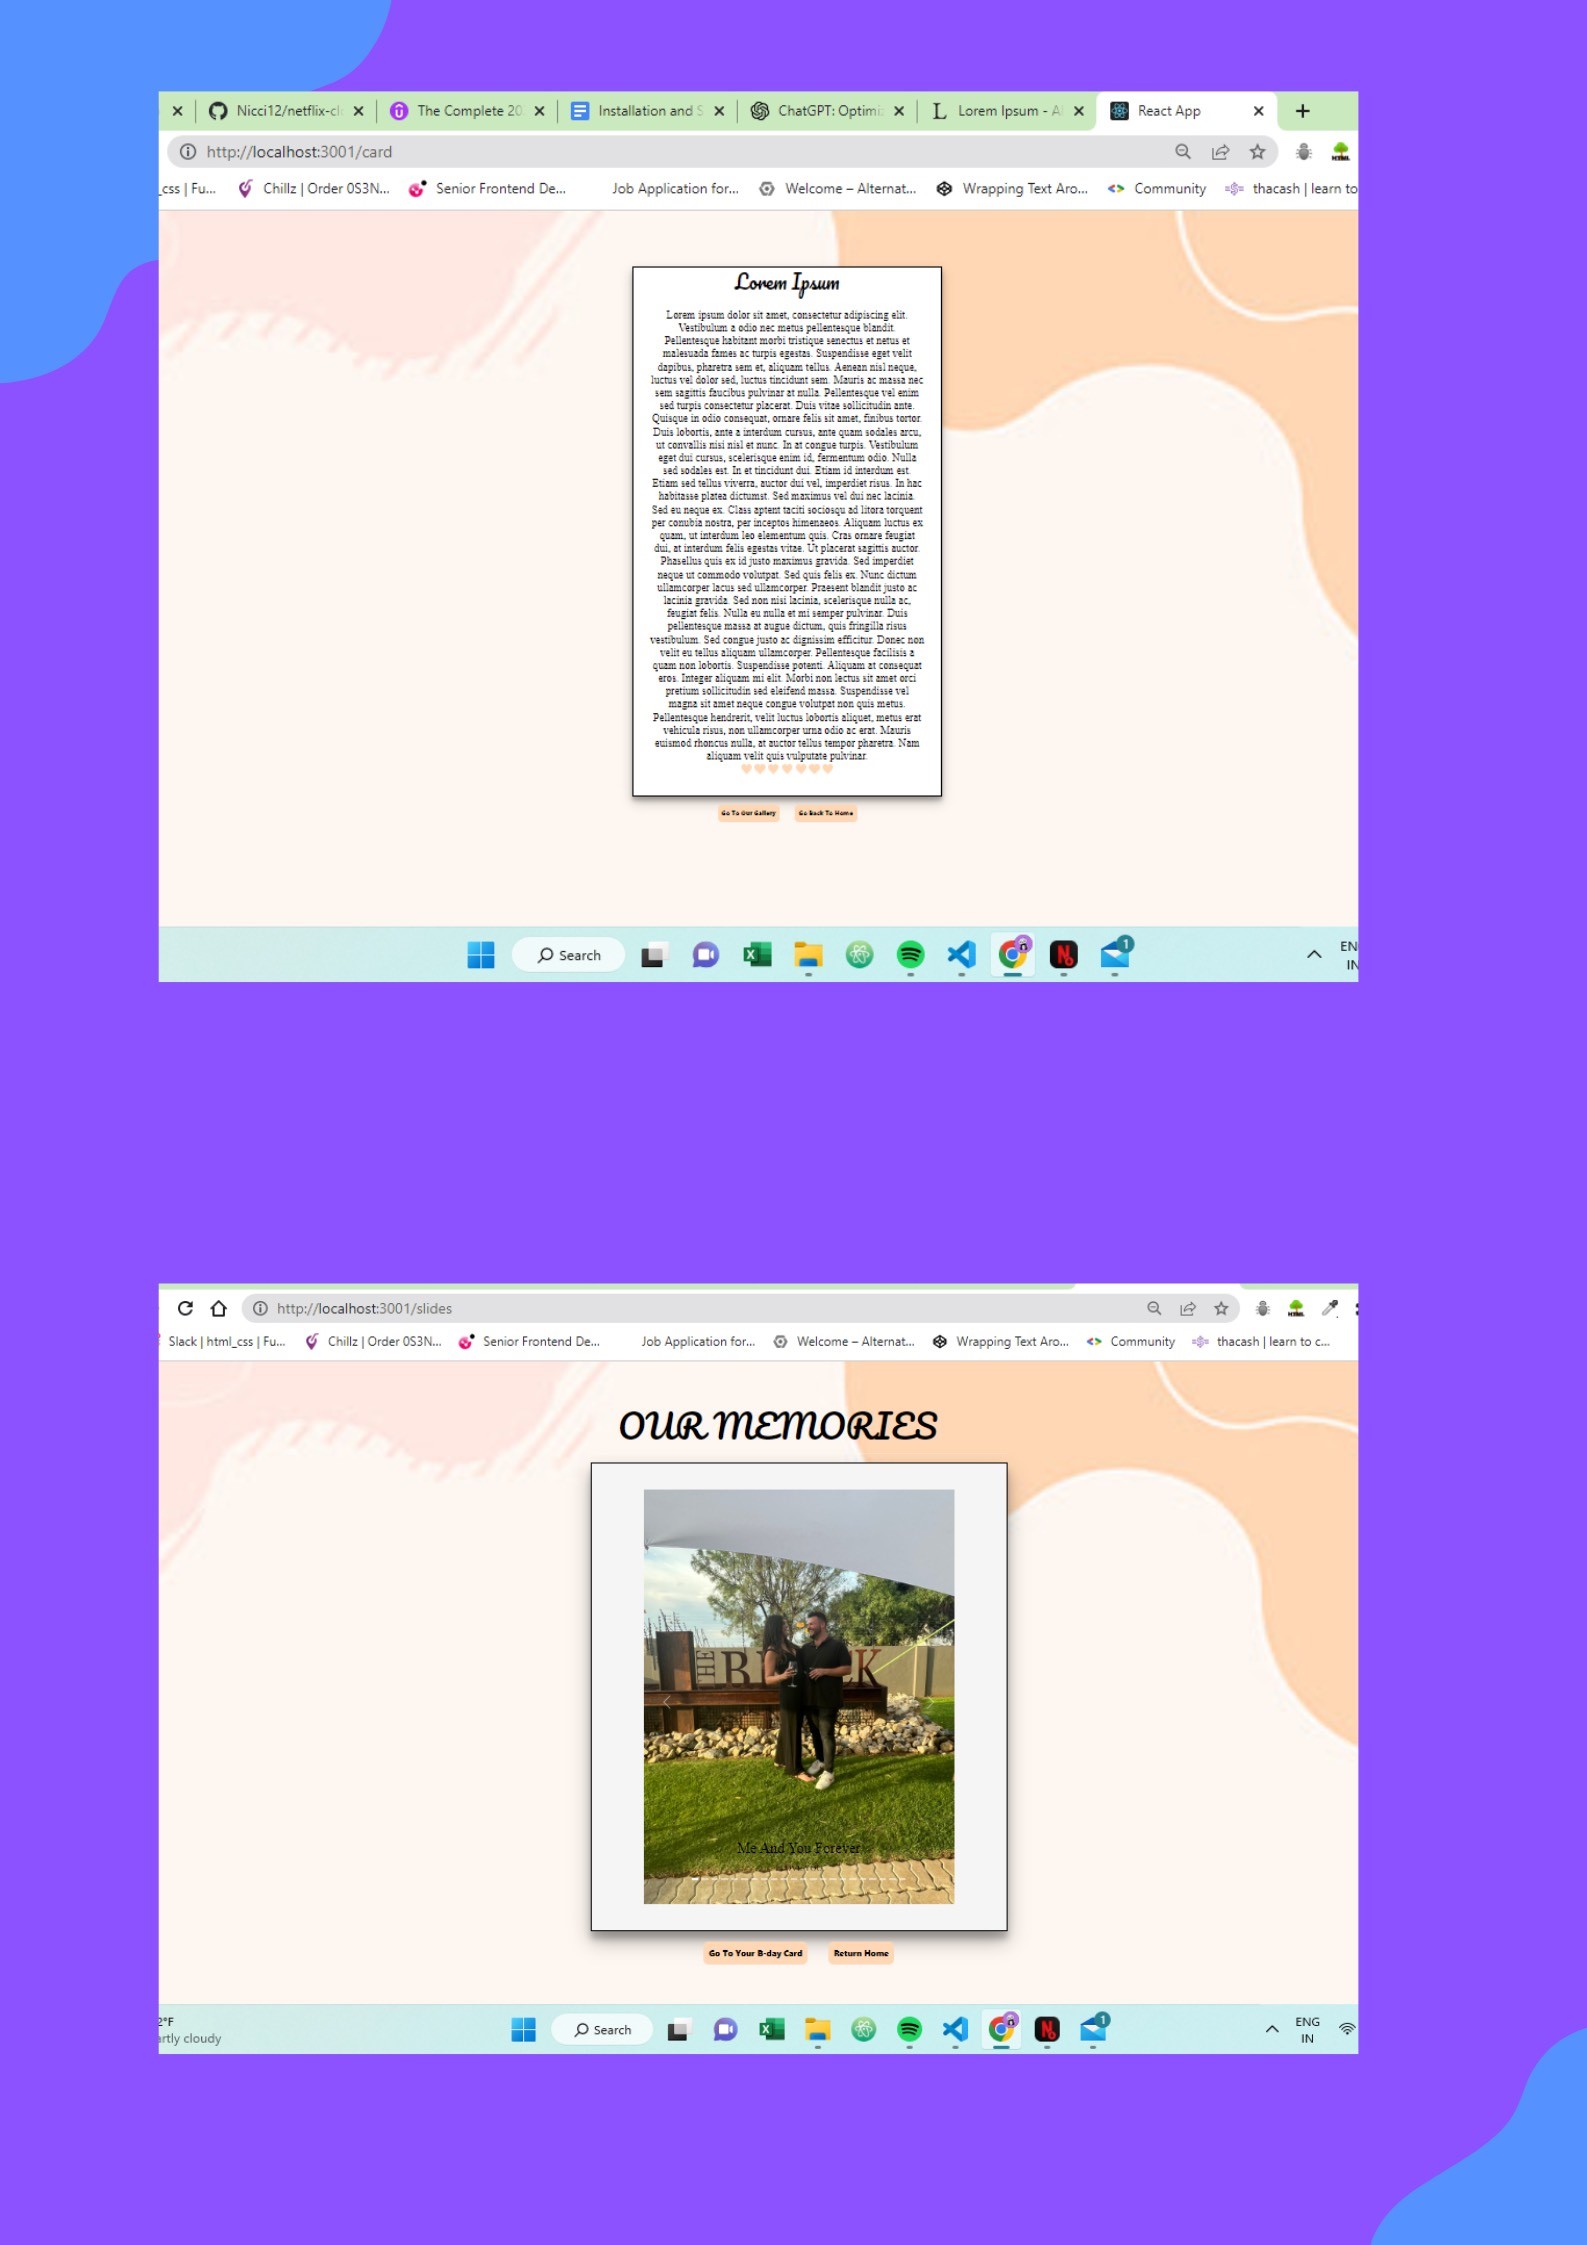 Nicci12/netflix-cl
The Complete 20
Installation and S
ChatGPT: Optimi
Lorem Ipsum - A
React App
http://localhost:3001/card
_css | Fu...
Chillz | Order 0S3N...
Senior Frontend De...
Job Application for...
Welcome – Alternat...
Wrapping Text Aro...
Community
thacash | learn to
Lorem Ipsum
Lorem ipsum dolor sit amet, consectetur adipiscing elit.
Vestibulum a odio nec metus pellentesque blandit.
Pellentesque habitant morbi tristique senectus et netus et
malesuada fames ac turpis egestas. Suspendisse eget velit
dapibus, pharetra sem et, aliquam tellus. Aenean nisl neque,
luctus vel dolor sed, luctus tincidunt sem. Mauris ac massa nec
sem sagittis faucibus pulvinar at nulla. Pellentesque vel enim
sed turpis consectetur placerat. Duis vitae sollicitudin ante.
Quisque in odio consequat, ornare felis sit amet, finibus tortor.
Duis lobortis, ante a interdum cursus, ante quam sodales arcu,
ut convallis nisi nisl et nunc. In at congue turpis. Vestibulum
eget dui cursus, scelerisque enim id, fermentum odio. Nulla
sed sodales est. In et tincidunt dui. Etiam id interdum est.
Etiam sed tellus viverra, auctor dui vel, imperdiet risus. In hac
habitasse platea dictumst. Sed maximus vel dui nec lacinia.
Sed eu neque ex. Class aptent taciti sociosqu ad litora torquent
per conubia nostra, per inceptos himenaeos. Aliquam luctus ex
quam, ut interdum leo elementum quis. Cras ornare feugiat
dui, at interdum felis egestas vitae. Ut placerat sagittis auctor.
Phasellus quis ex id justo maximus gravida. Sed imperdiet
neque ut commodo volutpat. Sed quis felis ex. Nunc dictum
ullamcorper lacus sed ullamcorper. Praesent blandit justo ac
lacinia gravida. Sed non nisi lacinia, scelerisque nulla ac,
feugiat felis. Nulla eu nulla et mi semper pulvinar. Duis
pellentesque massa at augue dictum, quis fringilla risus
vestibulum. Sed congue justo ac dignissim efficitur. Donec non
velit eu tellus aliquam ullamcorper. Pellentesque facilisis a
quam non lobortis. Suspendisse potenti. Aliquam at consequat
eros. Integer aliquam mi elit. Morbi non lectus sit amet orci
pretium sollicitudin sed eleifend massa. Suspendisse vel
magna sit amet neque congue volutpat non quis metus.
Pellentesque hendrerit, velit luctus lobortis aliquet, metus erat
vehicula risus, non ullamcorper urna odio ac erat. Mauris
euismod rhoncus nulla, at auctor tellus tempor pharetra. Nam
aliquam velit quis vulputate pulvinar.
Go To Our Gallery
Go Back To Home
Search
1
EN
IN
http://localhost:3001/slides
Slack | html_css | Fu...
Chillz | Order 0S3N...
Senior Frontend De...
Job Application for...
Welcome – Alternat...
Wrapping Text Aro...
Community
thacash | learn to c...
OUR MEMORIES
THE
Me And You Forever
Go To Your B-day Card
Return Home
2°F
artly cloudy
Search
1
ENG
IN